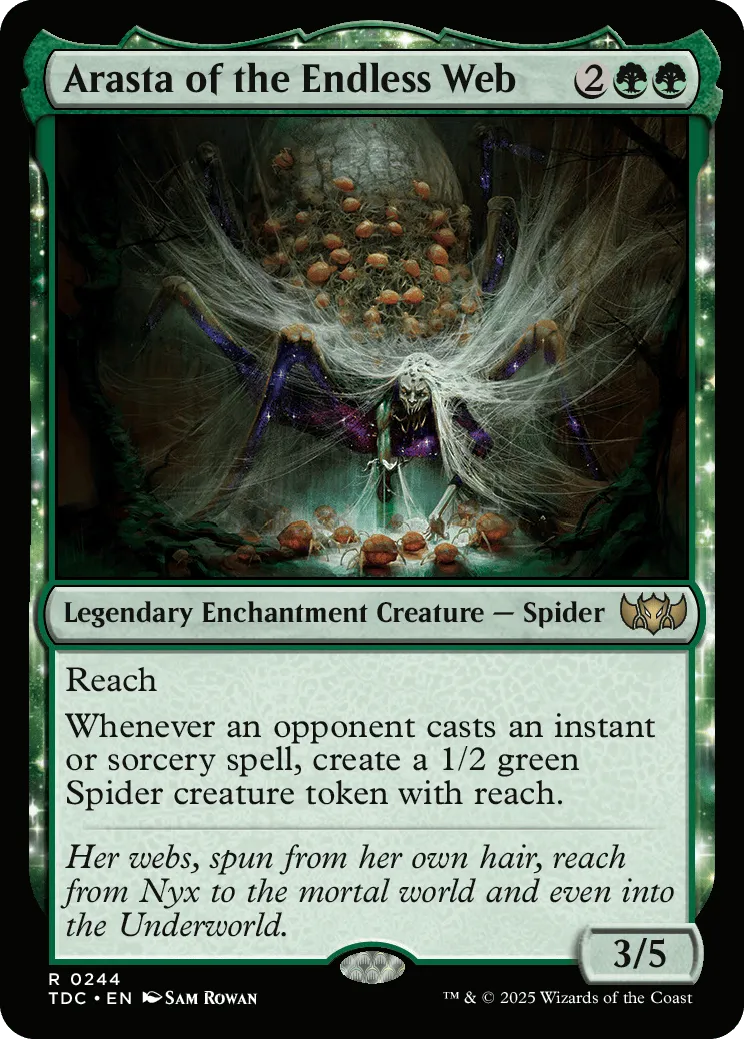 Arasta of the Endless Web 2
Legendary Enchantment Creature — Spider
Reach
Whenever an opponent casts an instant
or sorcery spell, create a 1/2 green
Spider creature token with reach.
Her webs, spun from her own hair, reach
from Nyx to the mortal world and even into
the Underworld.
3/5
R 0244
TDC • EN Sam Rowan
™ & © 2025 Wizards of the Coast